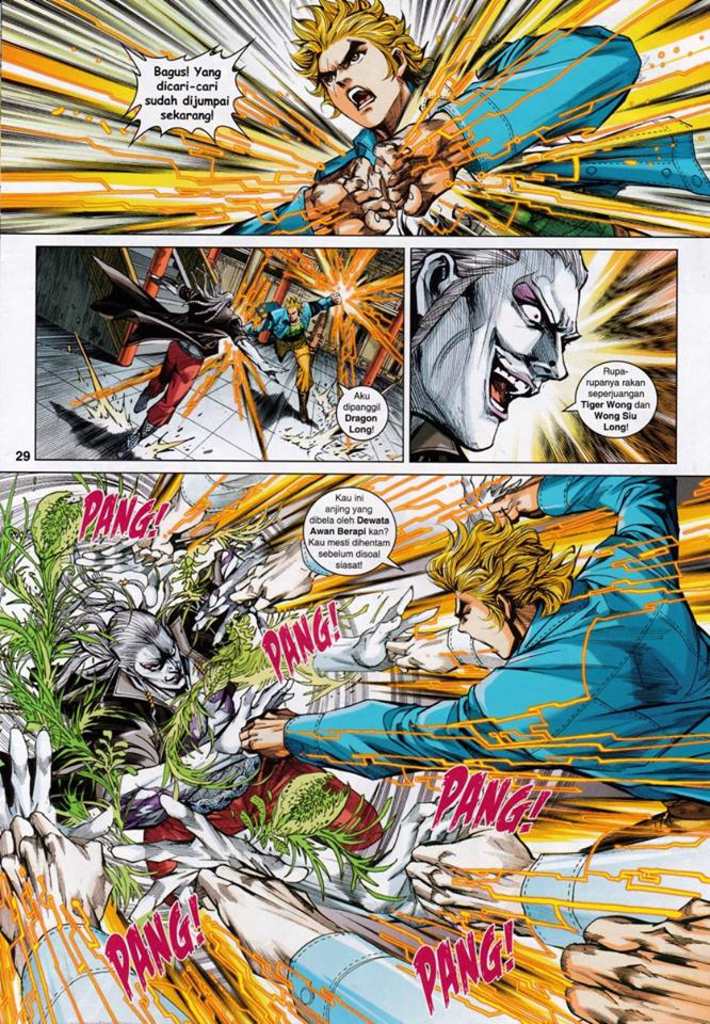 Bagus! Yang
dicari-cari
sudah dijumpai
sekarang!
Aku
dipanggil
Dragon
Long!
Rupa-
rupanya rakan
seperjuangan
Tiger Wong dan
Wong Siu
Long!
29
PANG!
Kau ini
anjing yang
dibela oleh Dewata
Awan Berapi kan?
Kau mesti dihentam
sebelum disoal
siasat!
PANG!
PANG!
PANG!
PANG!